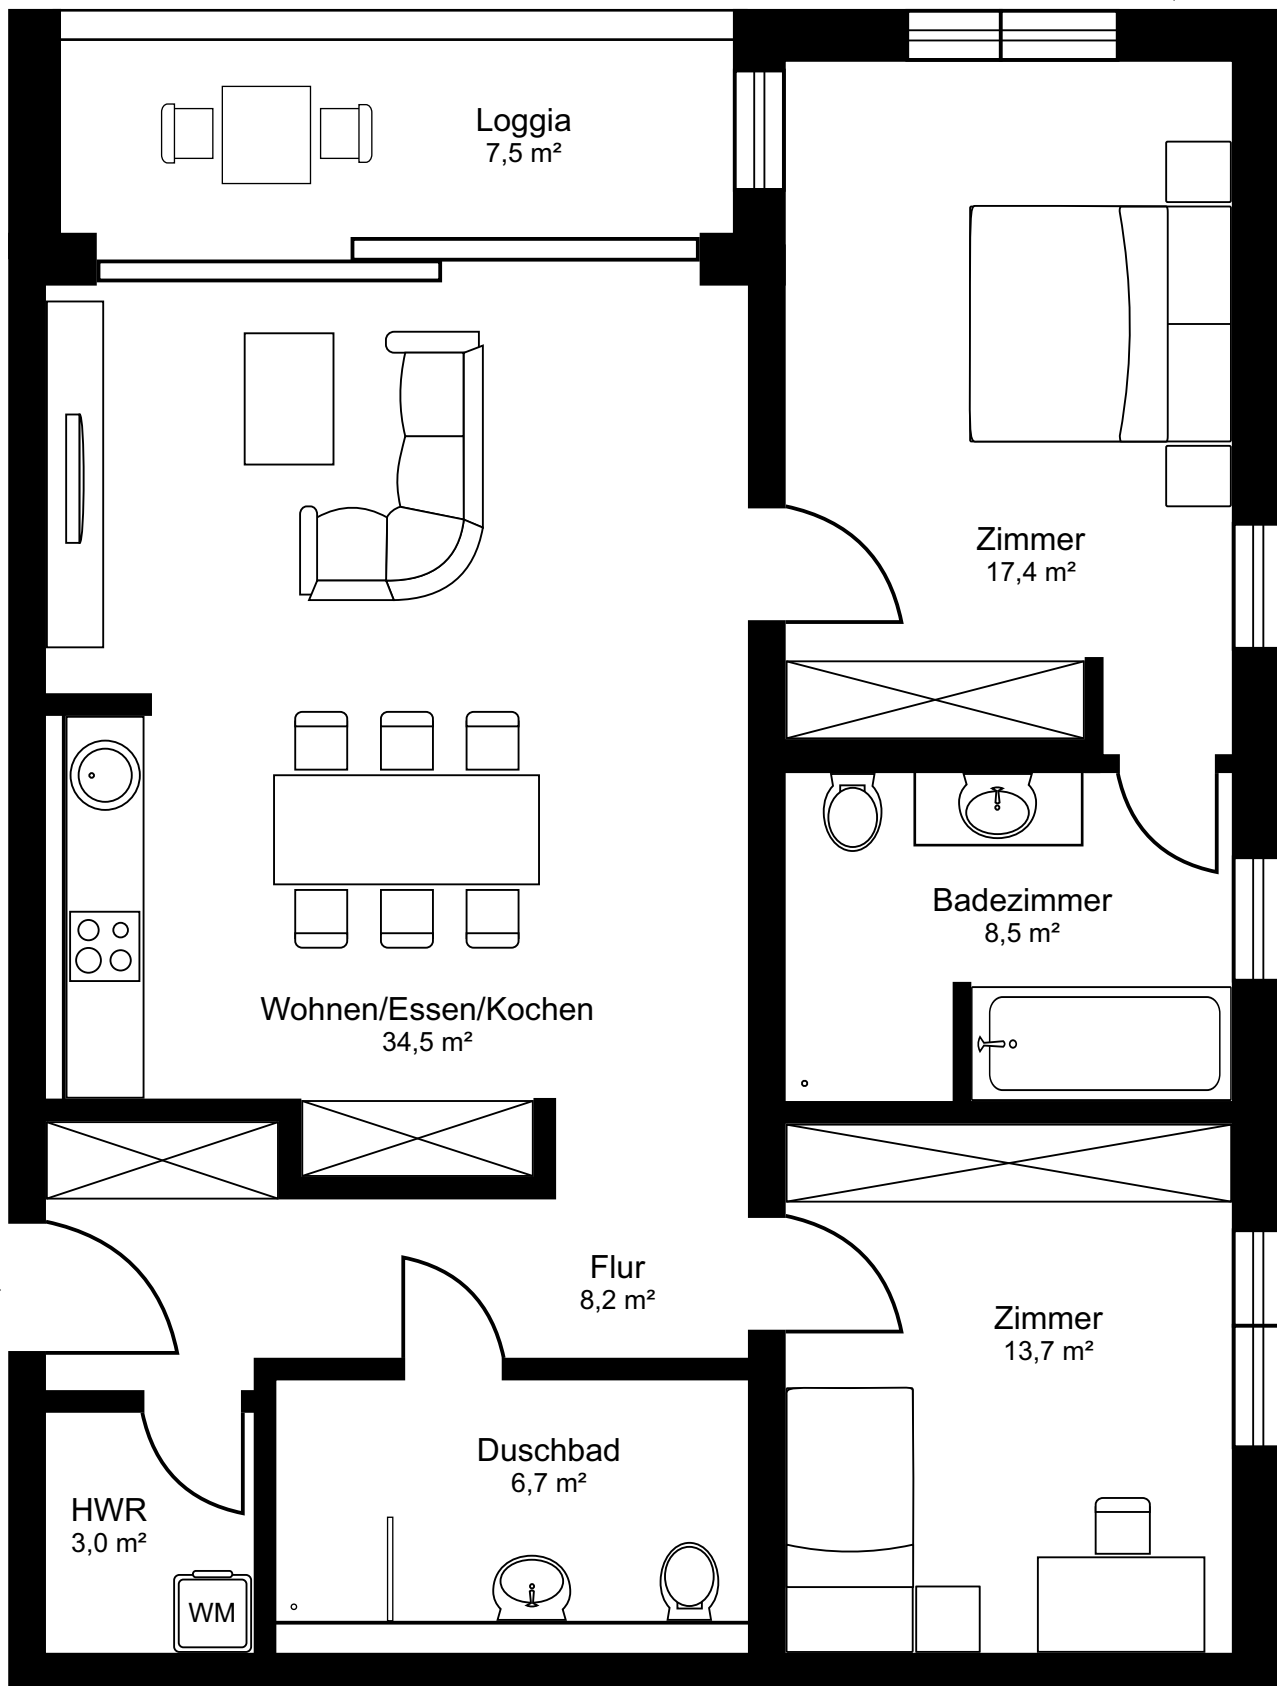 Loggia
7,5 m²
Zimmer
17,4 m²
Badezimmer
8,5 m²
Wohnen/Essen/Kochen
34,5 m²
Flur
8,2 m²
Zimmer
13,7 m²
Duschbad
6,7 m²
HWR
3,0 m²
WM